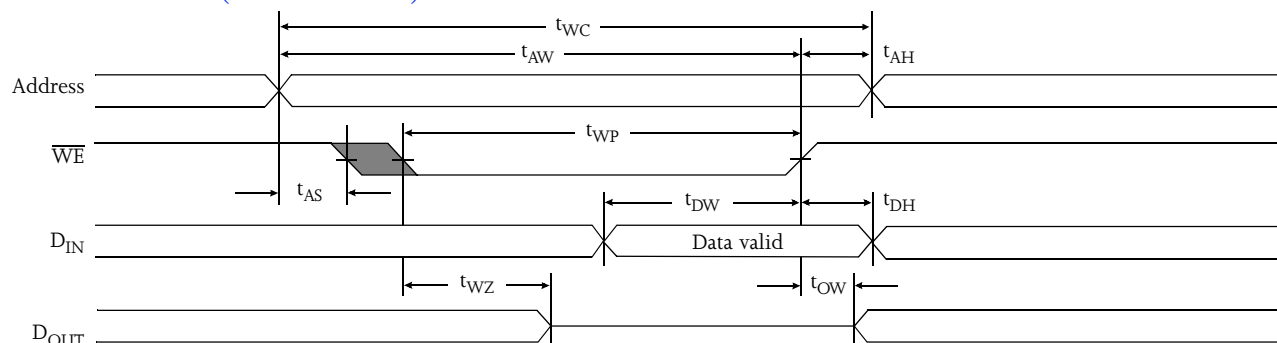 tWC
tAW
tAH
Address
tWP
WE
tAS
tDW
tDH
DIN
Data valid
tWZ
tOW
DOUT